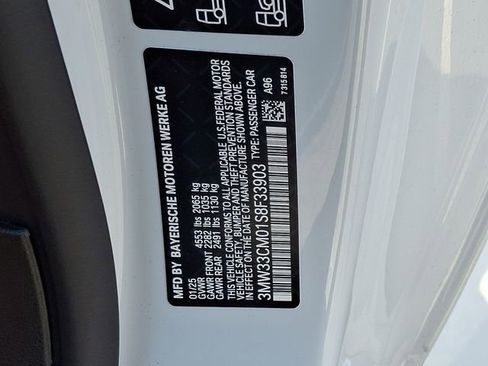 MFD BY BAYERISCHE MOTOREN WERKE AG
01/25
GVWR 4553 lbs 2065 kg
GAWR FRONT 2282 lbs 1035 kg
GAWR REAR 2491 lbs 1130 kg
THIS VEHICLE CONFORMS TO ALL APPLICABLE U.S.FEDERAL MOTOR
VEHICLE SAFETY, BUMPER AND THEFT PREVENTION STANDARDS
IN EFFECT ON THE DATE OF MANUFACTURE SHOWN ABOVE.
3MW33CM01S8F33903 TYPE: PASSENGER CAR
A96
7315814